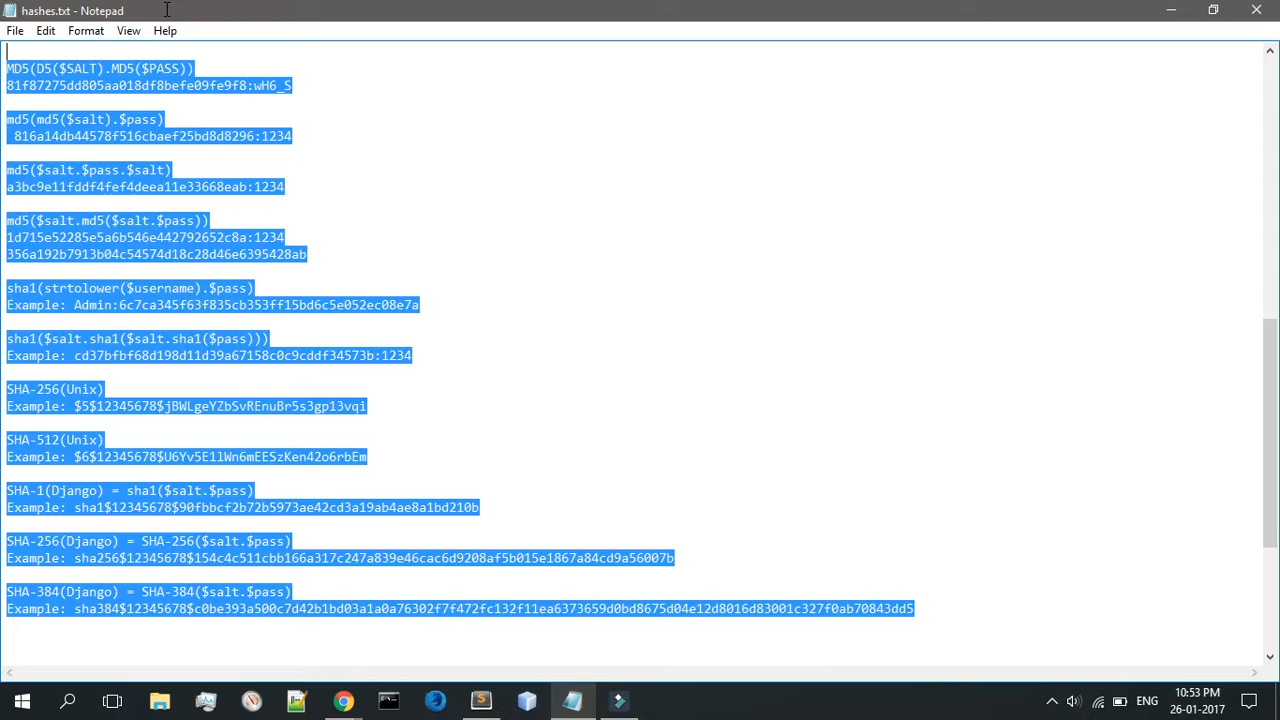 hashes.txt - Notepad
File Edit Format View Help
MD5(D5($SALT).MD5($PASS))
81f87275dd805aa018df8befe09fe9f8:wH6_S
md5(md5($salt).$pass)
816a14db44578f516cbaef25bd8d8296:1234
md5($salt.$pass.$salt)
a3bc9e11fddf4fef4deea11e33668eab:1234
md5($salt.md5($salt.$pass))
1d715e52285e5a6b546e442792652c8a:1234
356a192b7913b04c54574d18c28d46e6395428ab
sha1(strtolower($username).$pass)
Example: Admin:6c7ca345f63f835cb353ff15bd6c5e052ec08e7a
sha1($salt.sha1($salt.sha1($pass)))
Example: cd37bfbf68d198d11d39a67158c0c9cddf34573b:1234
SHA-256(Unix)
Example: $5$12345678$jBWLgeYZbSvREnuBr5s3gp13vqi
SHA-512(Unix)
Example: $6$12345678$U6Yv5E1lWn6mEESzKen42o6rbEm
SHA-1(Django) = sha1($salt.$pass)
Example: sha1$12345678$90fbbcf2b72b5973ae42cd3a19ab4ae8a1bd210b
SHA-256(Django) = SHA-256($salt.$pass)
Example: sha256$12345678$154c4c511cbb166a317c247a839e46cac6d9208af5b015e1867a84cd9a56007b
SHA-384(Django) = SHA-384($salt.$pass)
Example: sha384$12345678$c0be393a500c7d42b1bd03a1a0a76302f7f472fc132f11ea6373659d0bd8675d04e12d8016d83001c327f0ab70843dd5
ENG
10:53 PM
26-01-2017